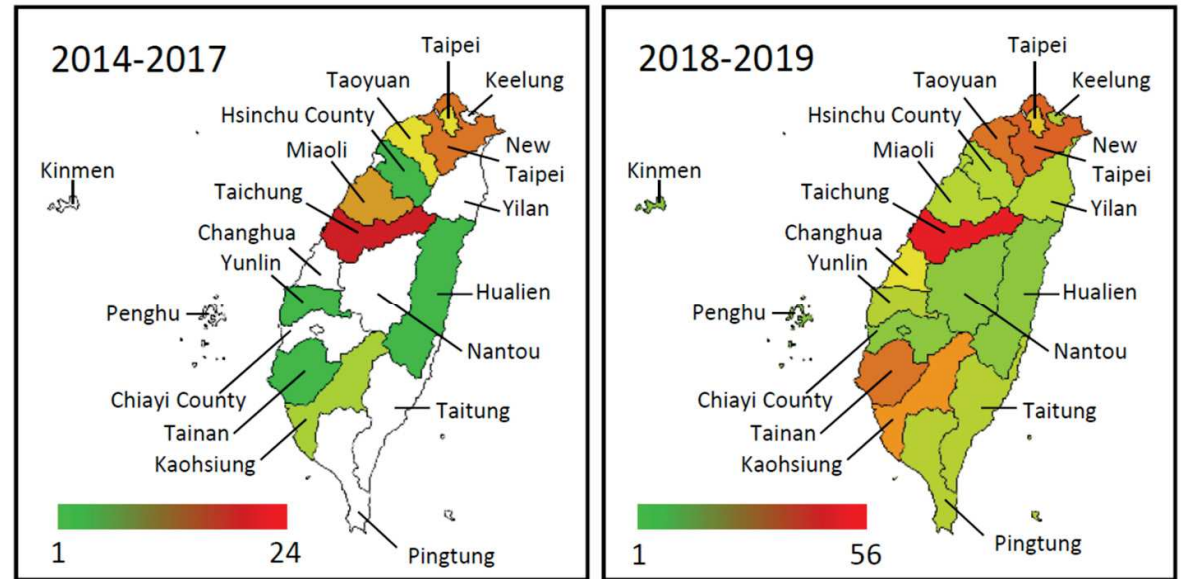 2014-2017
Taipei
Taoyuan
Keelung
Hsinchu County
New
Taipei
Miaoli
Kinmen
Taichung
Yilan
Changhua
Yunlin
Hualien
Penghu
Nantou
Chiayi County
Taitung
Tainan
Kaohsiung
1
24
Pingtung
2018-2019
Taipei
Taoyuan
Keelung
Hsinchu County
New
Taipei
Miaoli
Kinmen
Taichung
Yilan
Changhua
Yunlin
Hualien
Penghu
Nantou
Chiayi County
Taitung
Tainan
Kaohsiung
1
56
Pingtung